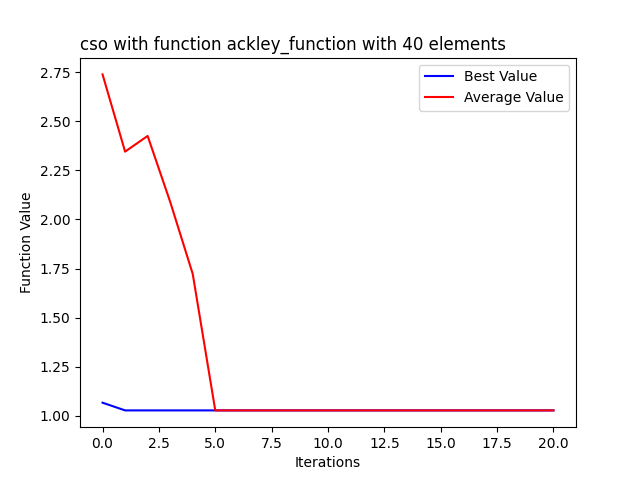 cso with function ackley_function with 40 elements
Best Value
Average Value
Function Value
2.75
2.50
2.25
2.00
1.75
1.50
1.25
1.00
0.0 2.5 5.0 7.5 10.0 12.5 15.0 17.5 20.0
Iterations